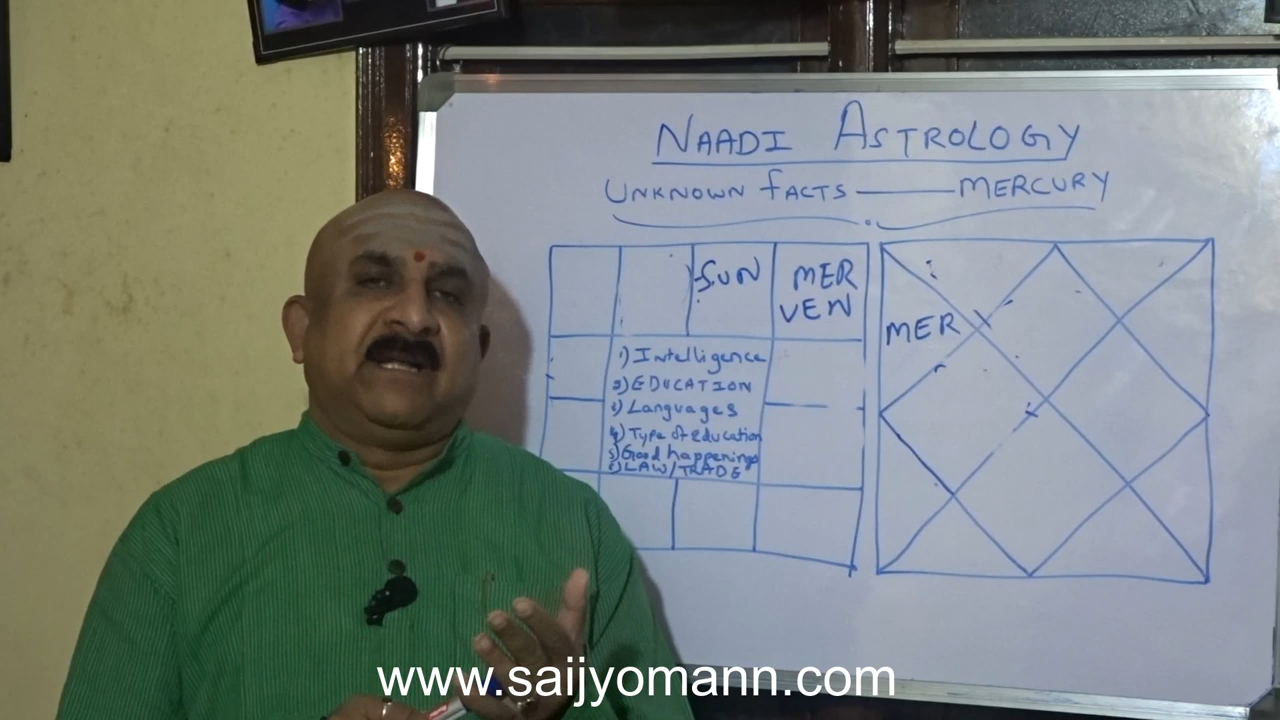 NAADI ASTROLOGY
UNKNOWN FACTS — MERCURY
SUN
MER
VEN
MER
1) Intelligence
2) EDUCATION
3) Languages
4) Type of Education
5) Good happenings
6) LAW/TRADE
www.saijyomann.com